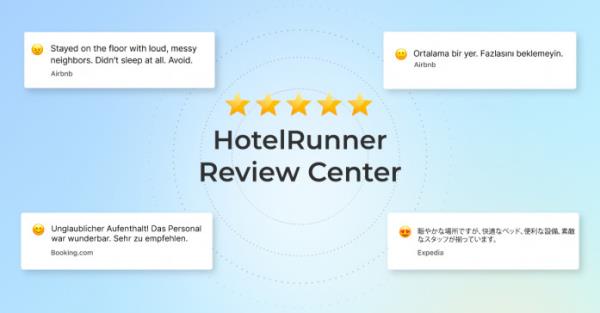 Stayed on the floor with loud, messy
neighbors. Didn't sleep at all. Avoid.
Airbnb
Ortalama bir yer. Fazlasını beklemeyin.
Airbnb
HotelRunner
Review Center
Unglaublicher Aufenthalt! Das Personal
war wunderbar. Sehr zu empfehlen.
Booking.com
賑やかな場所ですが、快適なベッド、便利な設備、素敵
なスタッフが揃っています。
Expedia